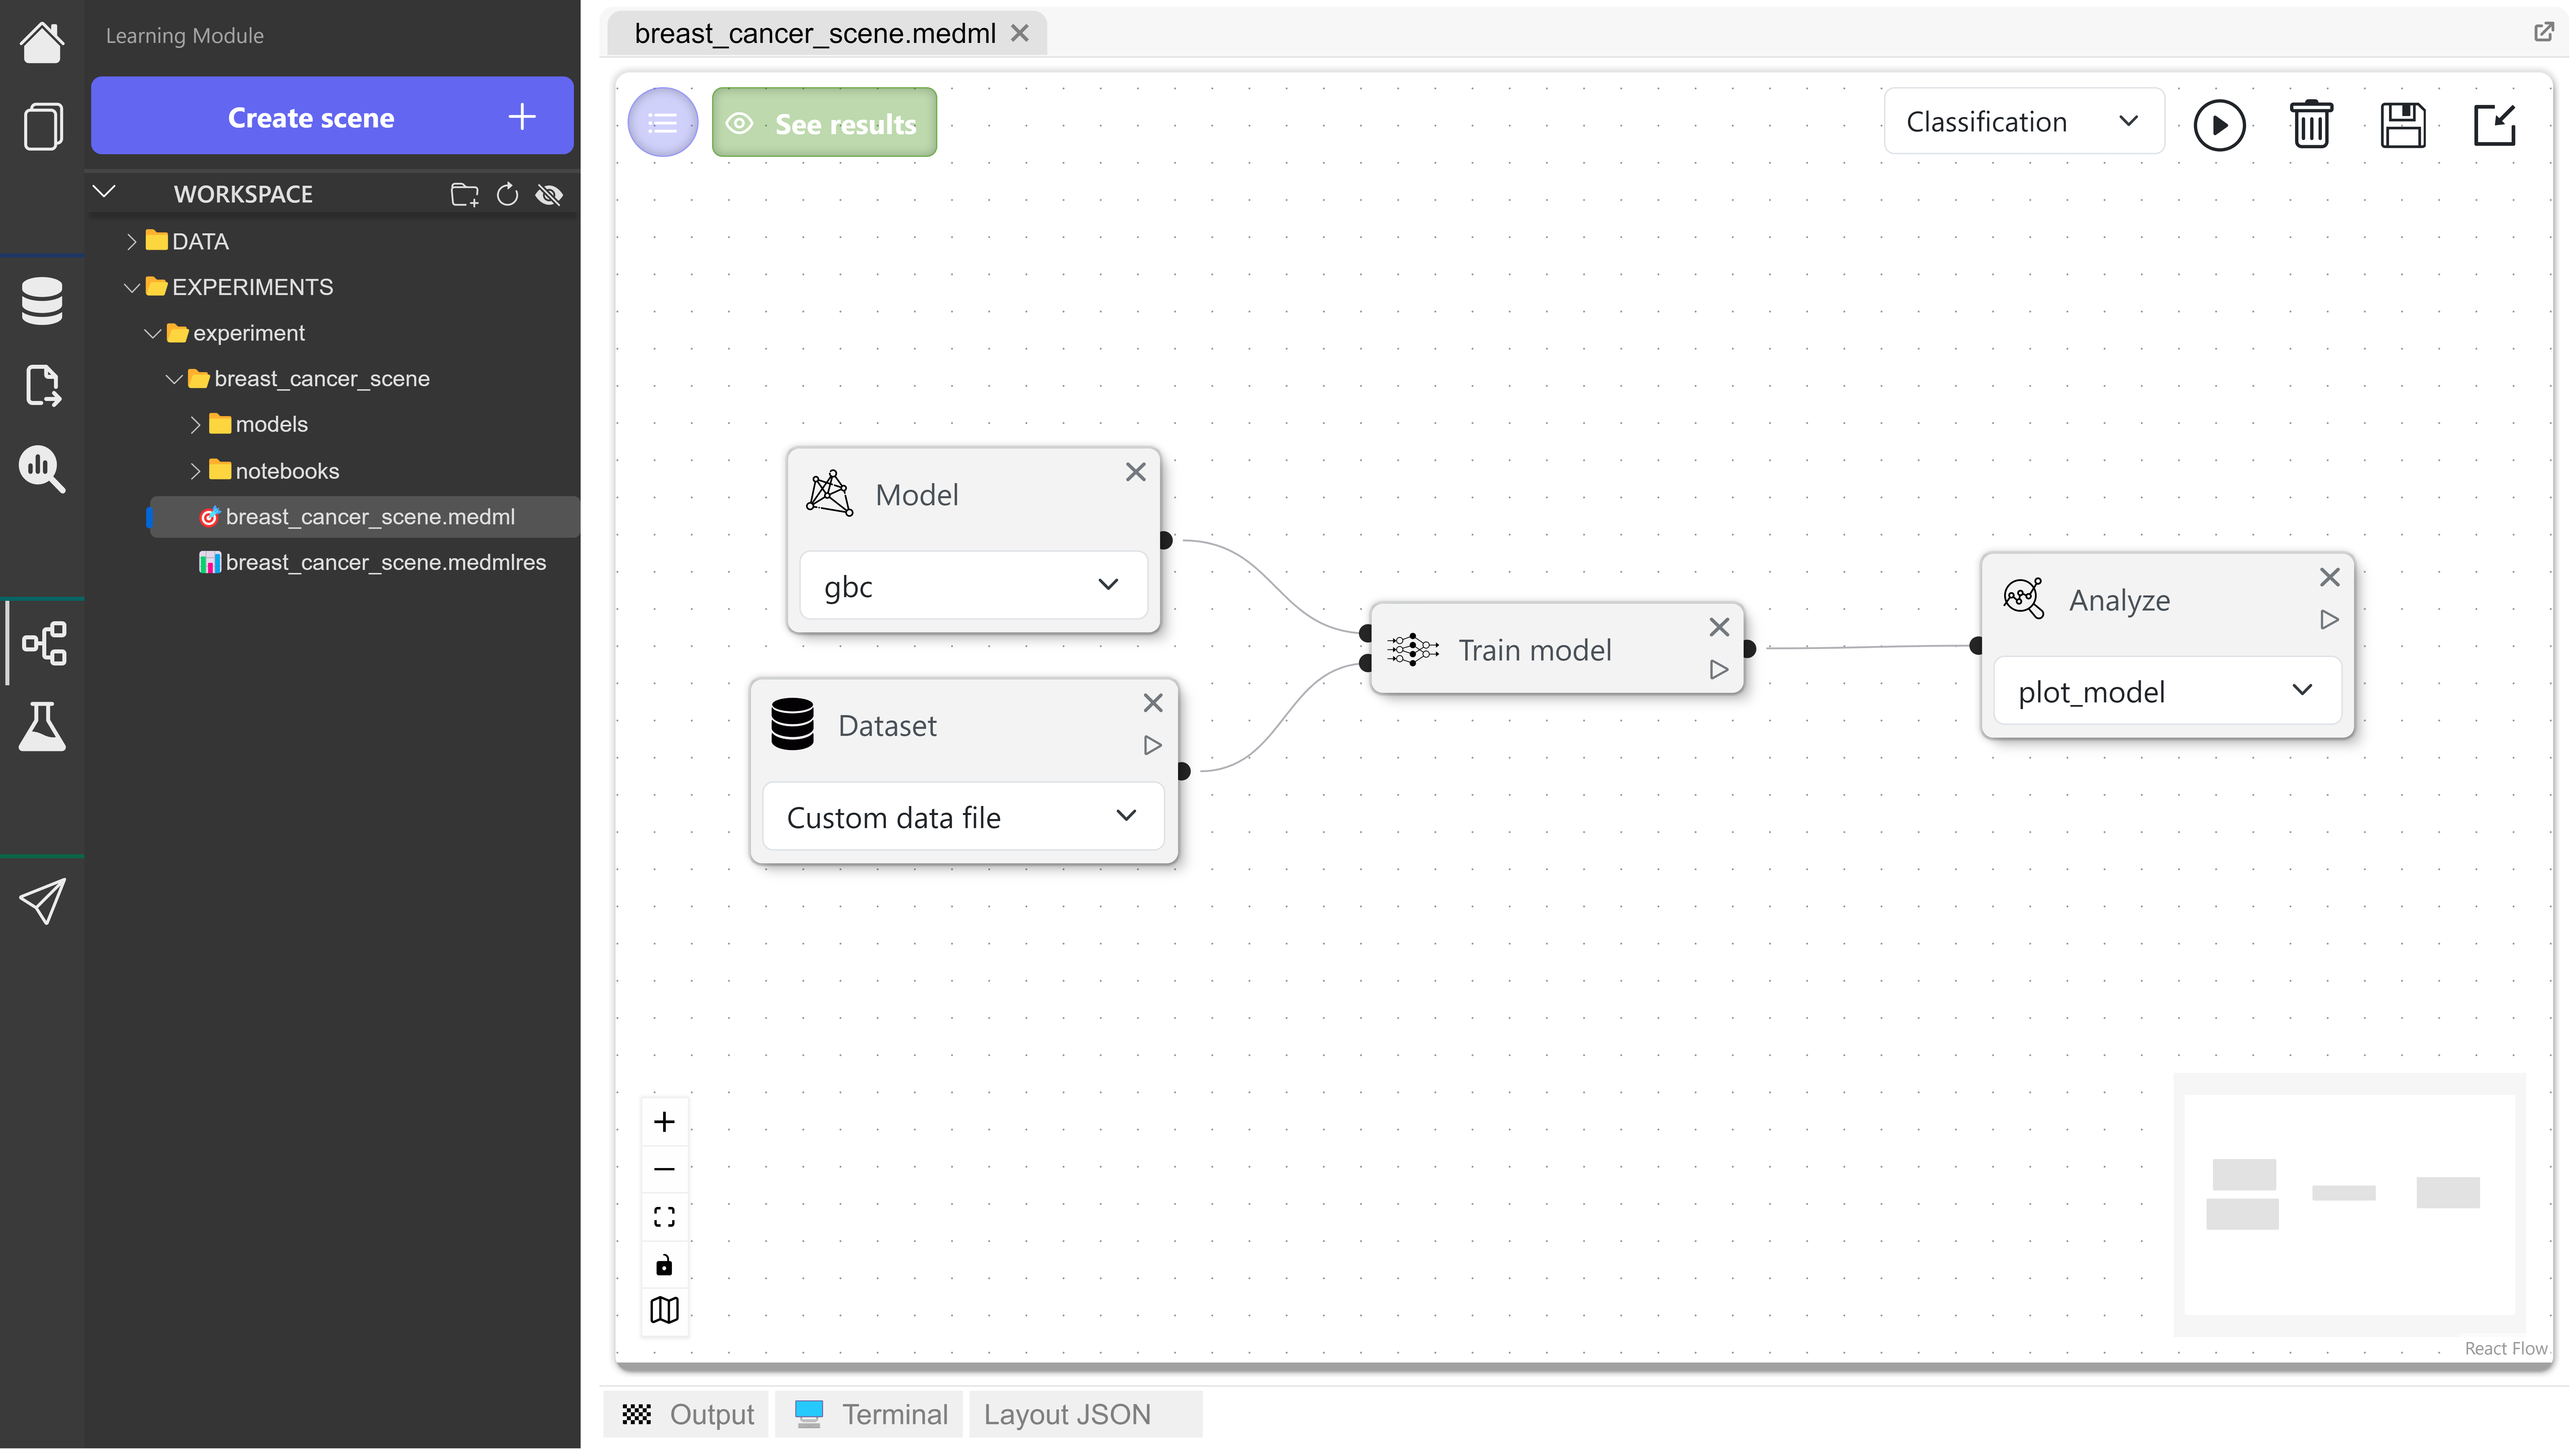 Learning Module
Create scene
WORKSPACE
DATA
EXPERIMENTS
experiment
breast_cancer_scene
models
notebooks
breast_cancer_scene.medml
breast_cancer_scene.medmlres
breast_cancer_scene.medml
See results
Classification
Model
gbc
Dataset
Custom data file
Train model
Analyze
plot_model
React Flow
Output
Terminal
Layout JSON